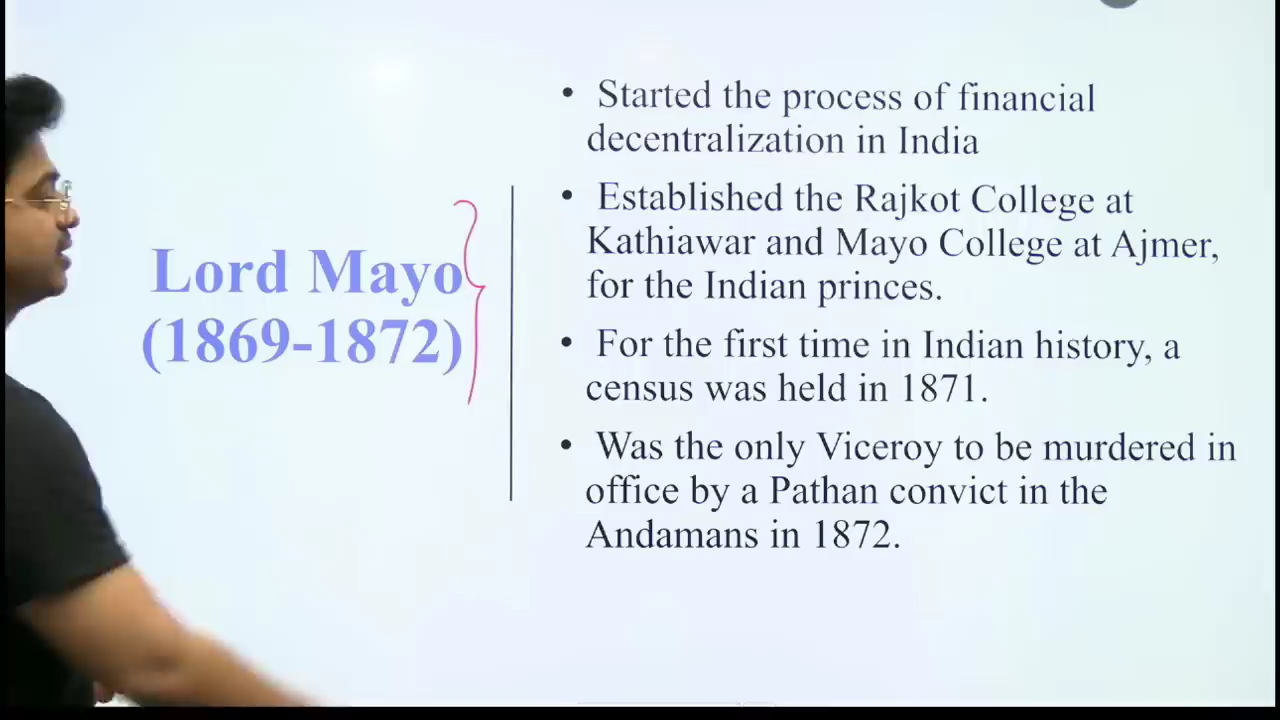 Lord Mayo
(1869-1872)
• Started the process of financial
decentralization in India
• Established the Rajkot College at
Kathiawar and Mayo College at Ajmer,
for the Indian princes.
• For the first time in Indian history, a
census was held in 1871.
• Was the only Viceroy to be murdered in
office by a Pathan convict in the
Andamans in 1872.